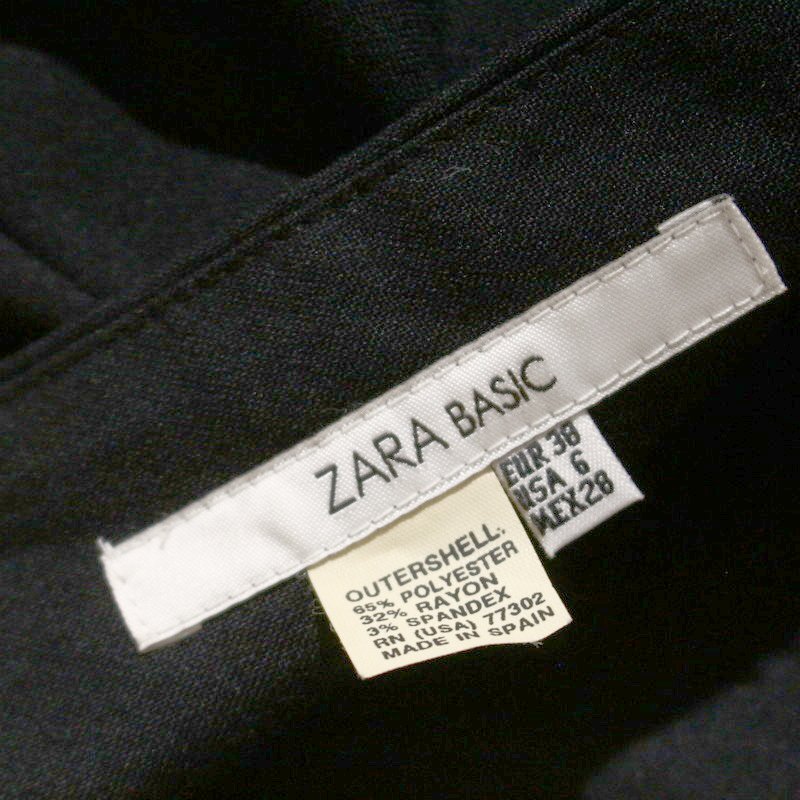 ZARA BASIC
EUR 38
USA 6
MEX 28
OUTERSHELL:
65% POLYESTER
32% RAYON
3% SPANDEX
RN (USA) 77302
MADE IN SPAIN